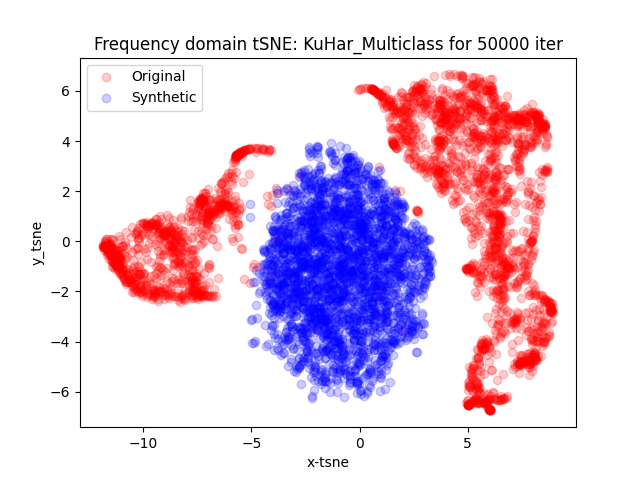 Frequency domain tSNE: KuHar_Multiclass for 50000 iter
Original
Synthetic
6
4
2
0
−2
−4
−6
y_tsne
−10
−5
0
5
x-tsne